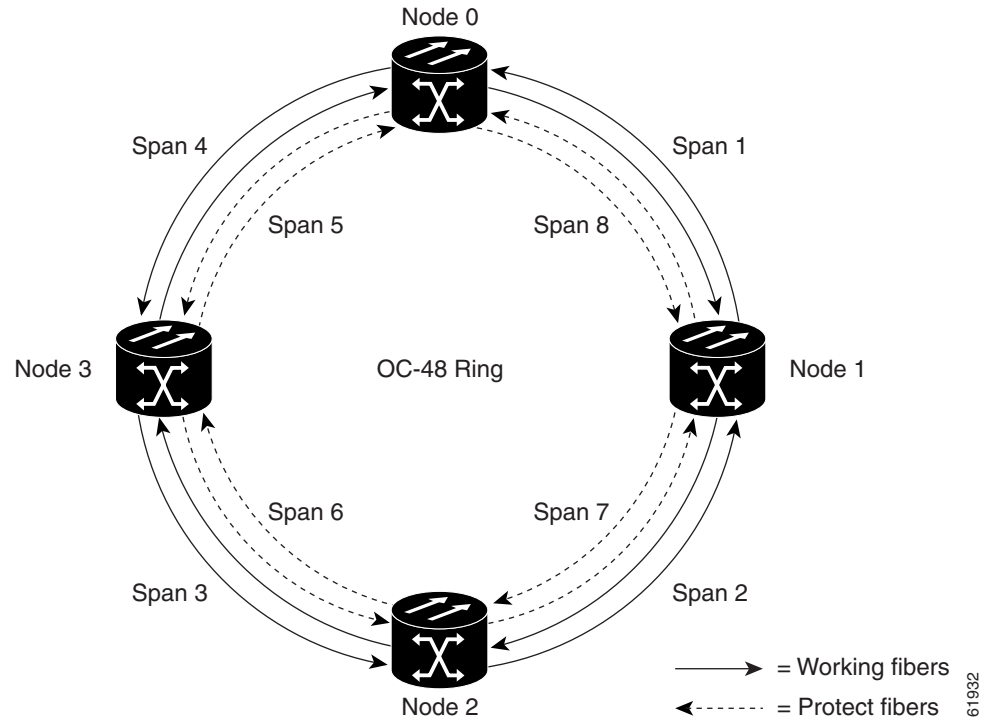 Node 0
Span 4
Span 1
Span 5
Span 8
Node 3
OC-48 Ring
Node 1
Span 6
Span 7
Span 3
Span 2
Node 2
= Working fibers
= Protect fibers
61932